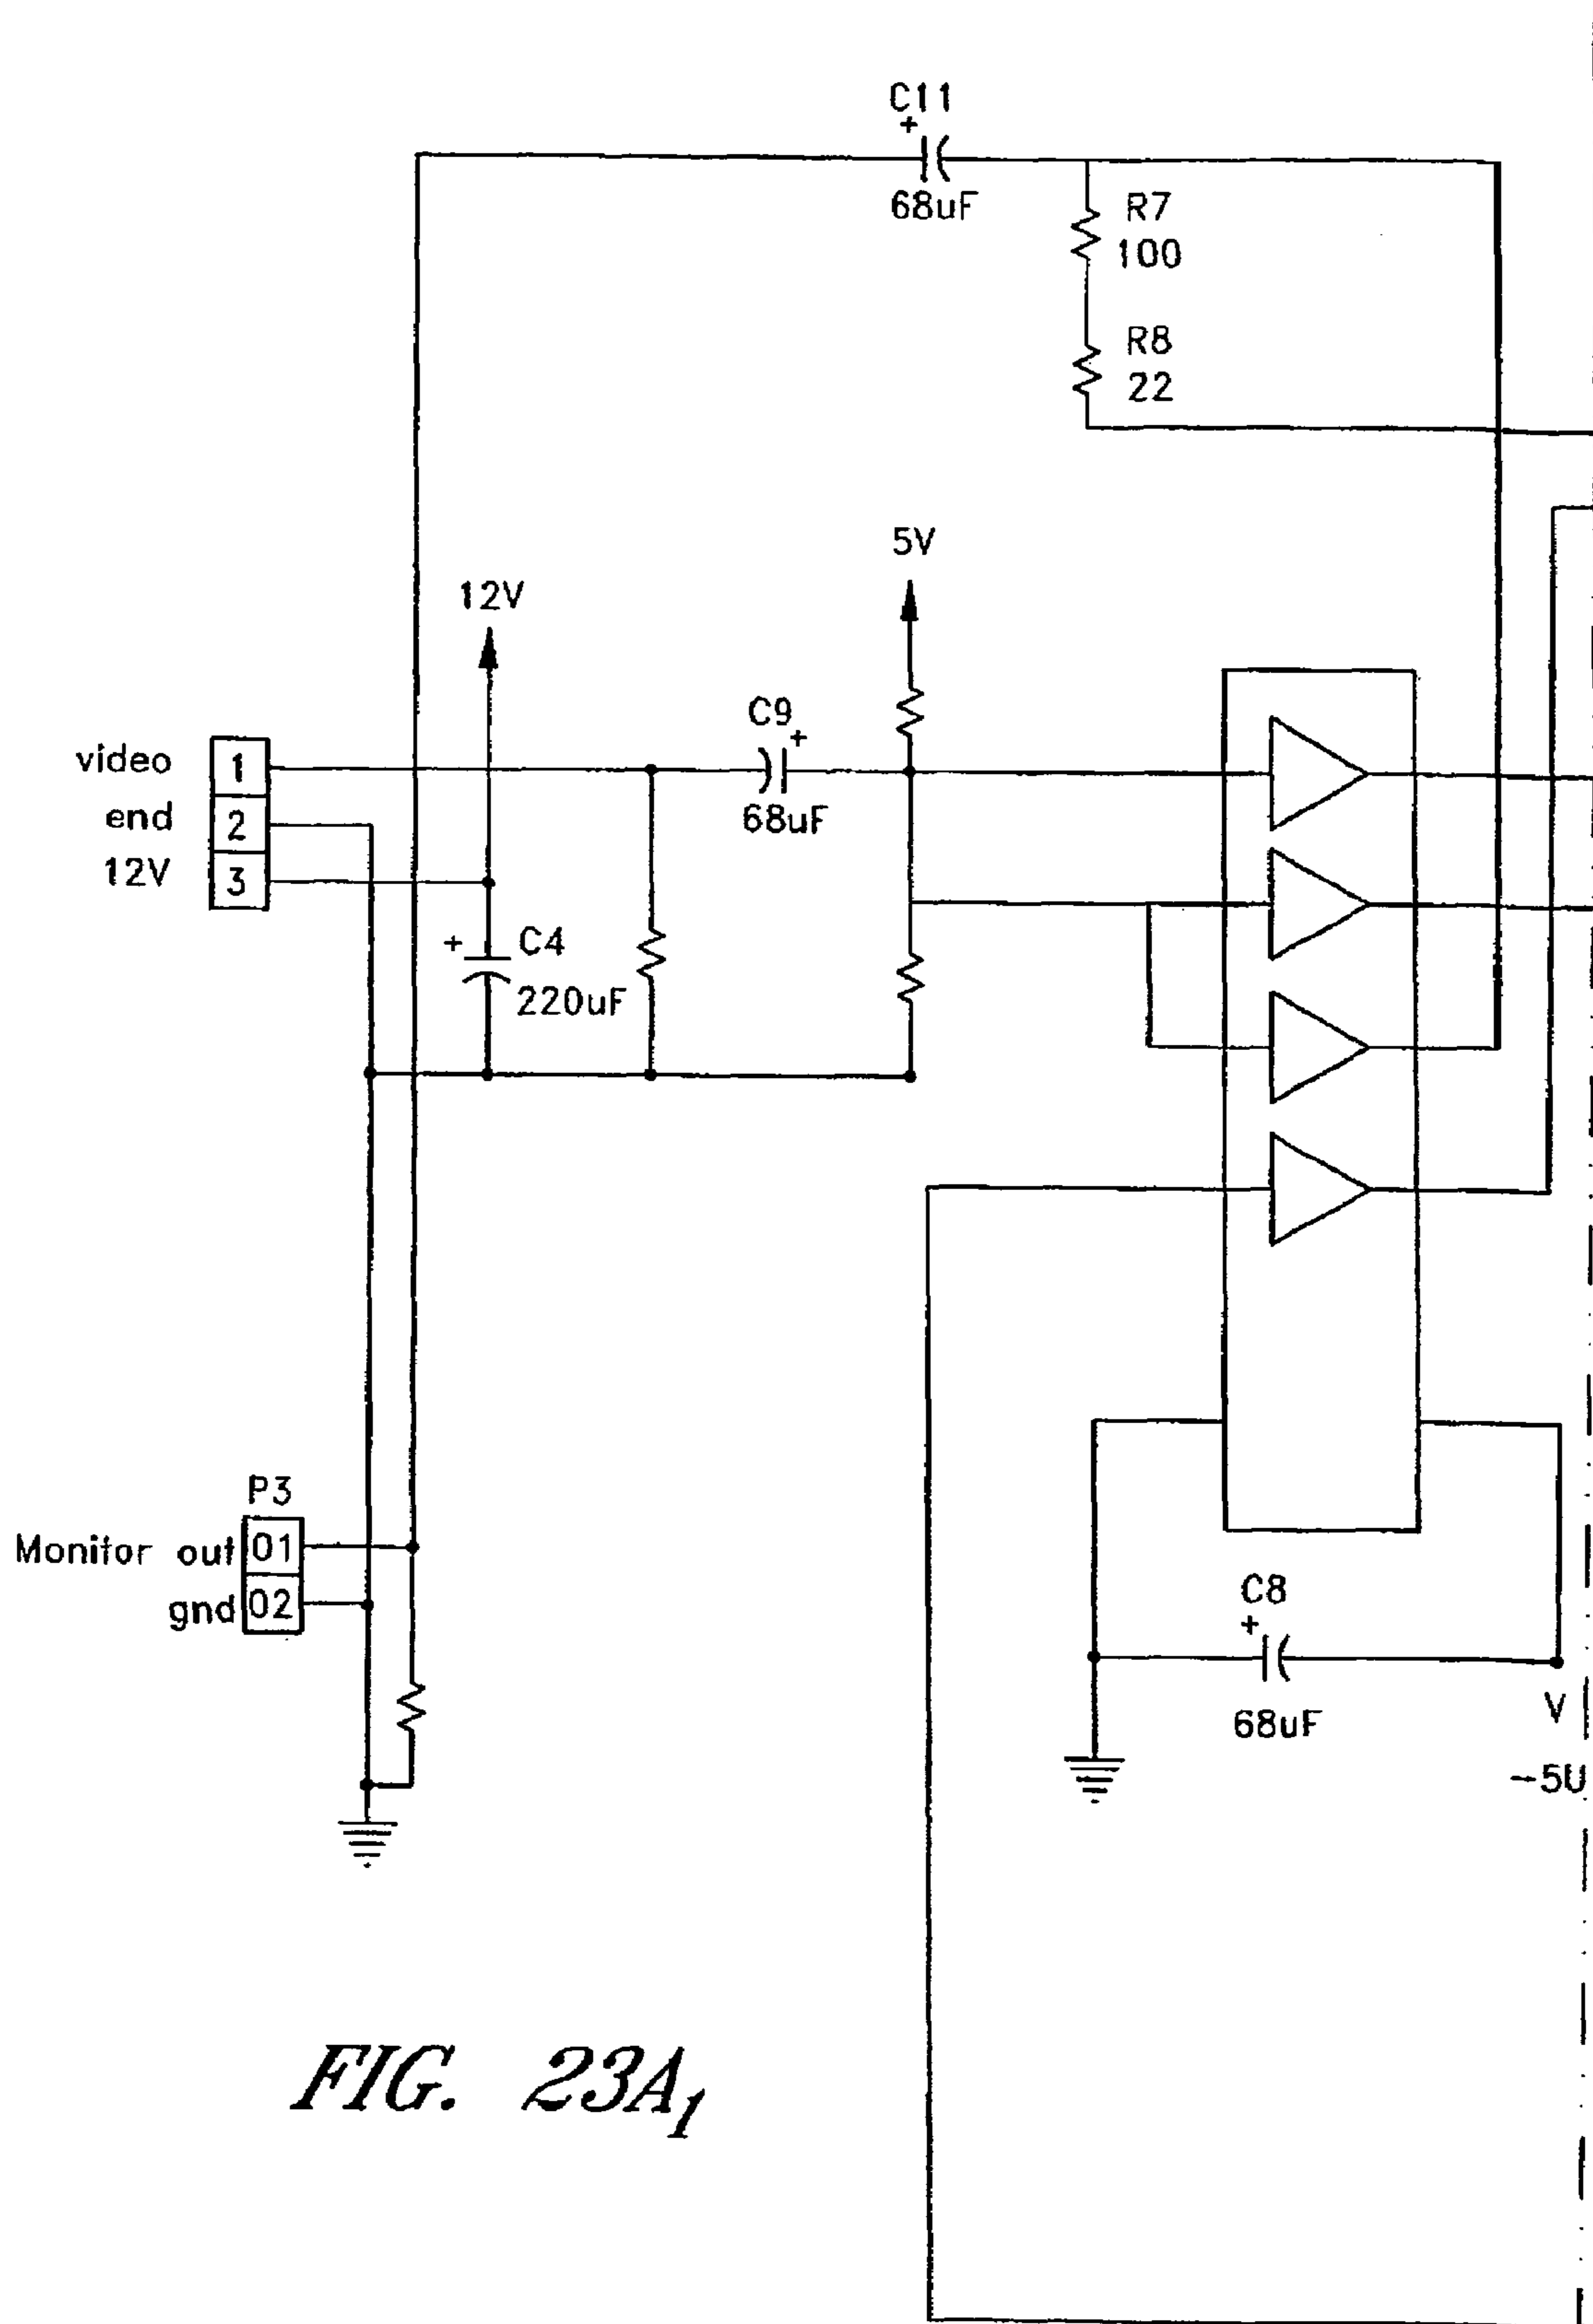 C11
+
68uF
R7
100
R8
22
5V
12V
C9
+
68uF
video 1
end 2
12V 3
+ C4
220uF
P3
Monitor out 01
gnd 02
C8
+
68uF
V
-5U
FIG. 23A1